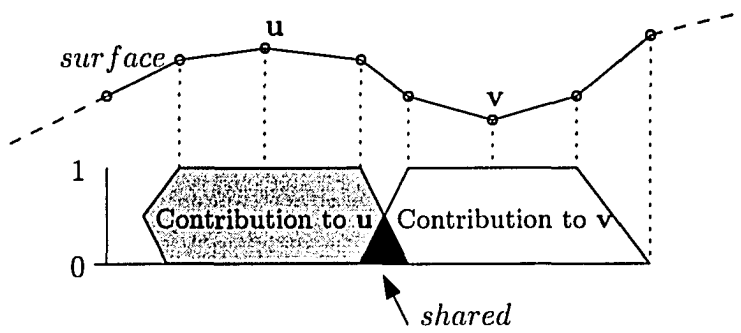 u
surface
v
1
Contribution to u
Contribution to v
0
shared